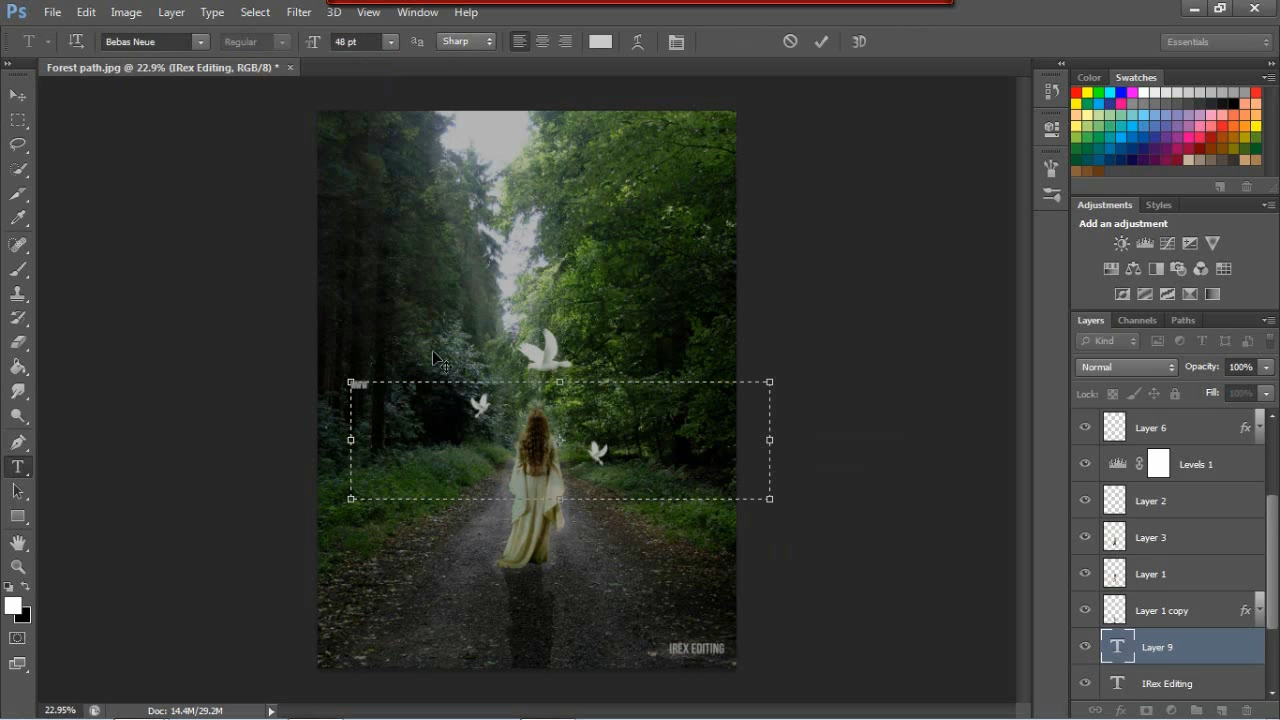 Ps File Edit Image Layer Type Select Filter 3D View Window Help
T Bebas Neue Regular 48 pt Sharp 3D Essentials
Forest path.jpg @ 22.9% (IRex Editing, RGB/8) *
Color Swatches
Adjustments Styles
Add an adjustment
Layers Channels Paths
Kind
Normal Opacity: 100%
Lock: Fill: 100%
Layer 6 fx
Levels 1
Layer 2
Layer 3
Layer 1
Layer 1 copy fx
T Layer 9
T IRex Editing
IREX EDITING
22.95% Doc: 14.4M/29.2M